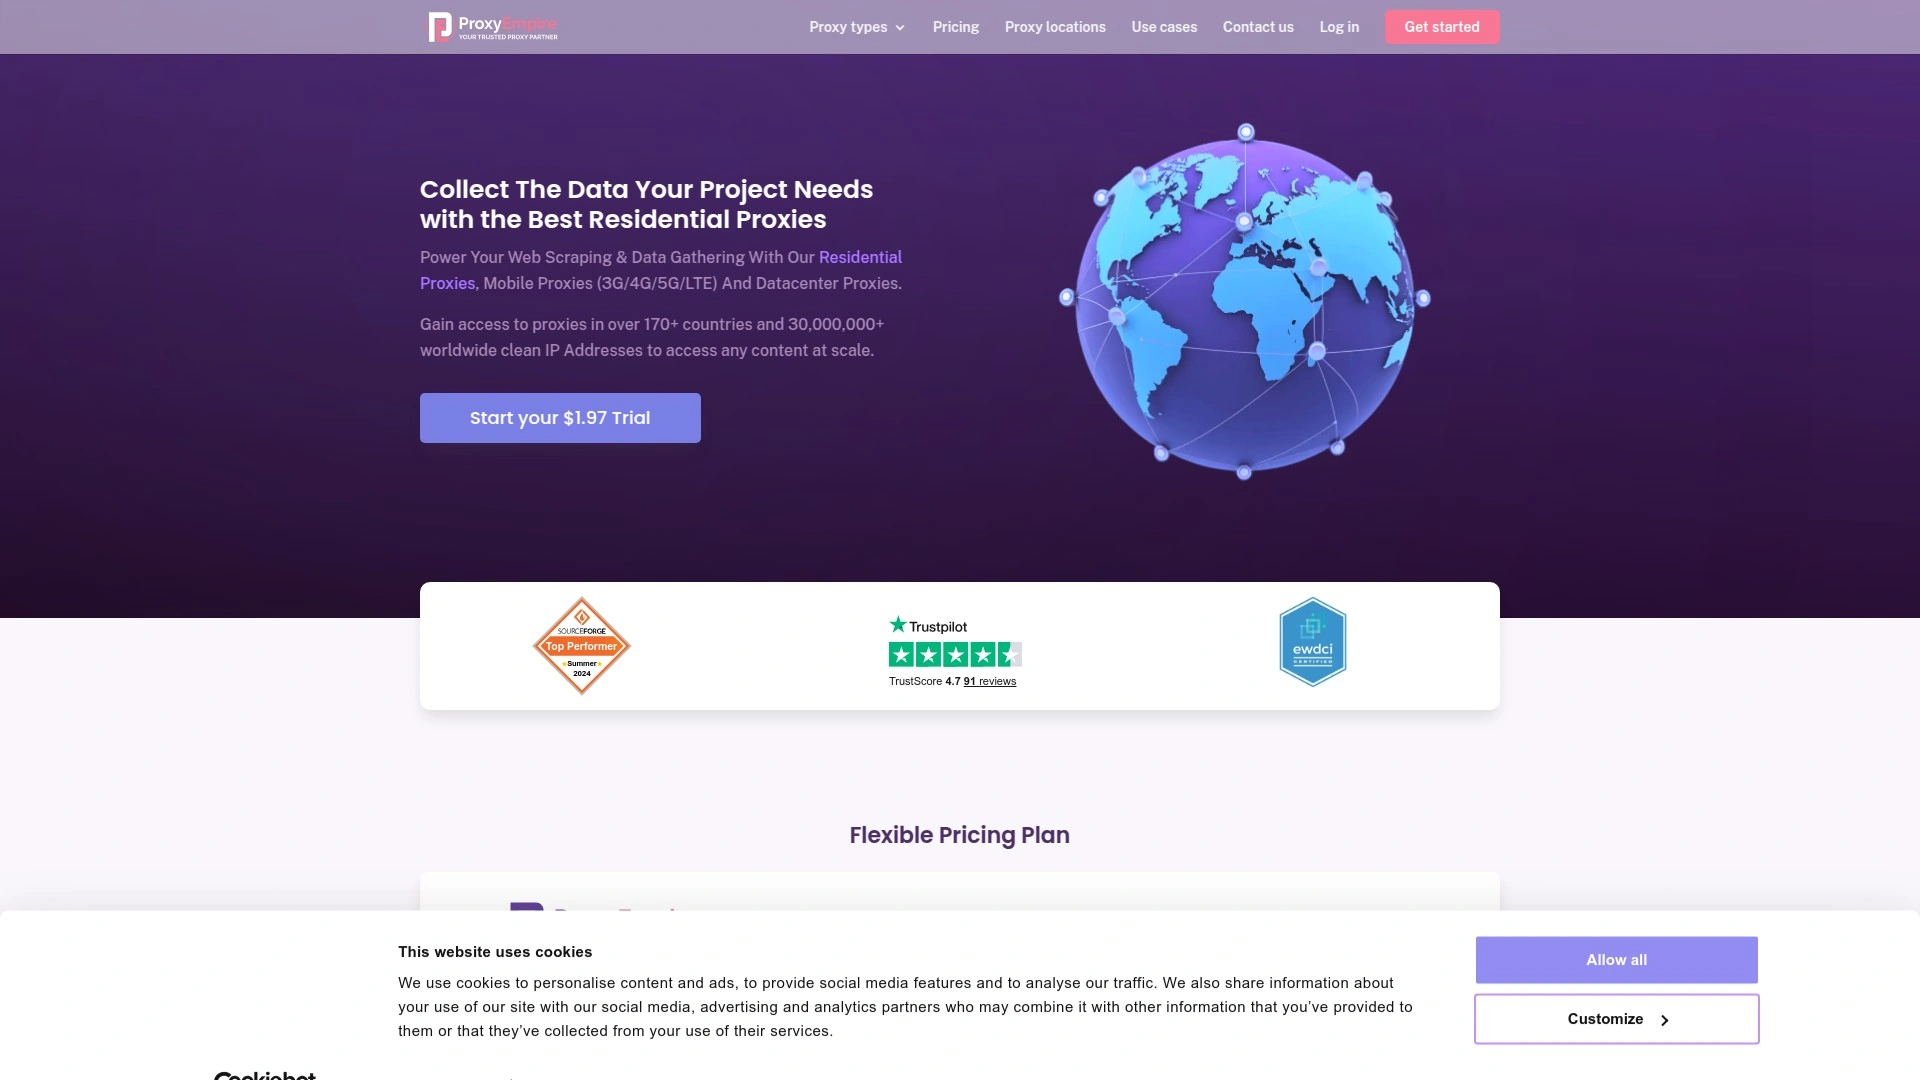 ProxyEmpire
YOUR TRUSTED PROXY PARTNER
Proxy types
Pricing
Proxy locations
Use cases
Contact us
Log in
Get started
Collect The Data Your Project Needs
with the Best Residential Proxies
Power Your Web Scraping & Data Gathering With Our Residential
Proxies, Mobile Proxies (3G/4G/5G/LTE) And Datacenter Proxies.
Gain access to proxies in over 170+ countries and 30,000,000+
worldwide clean IP Addresses to access any content at scale.
Start your $1.97 Trial
SOURCEFORGE
Top Performer
Summer
2024
Trustpilot
TrustScore 4.7 91 reviews
ewdci
CERTIFIED
Flexible Pricing Plan
This website uses cookies
We use cookies to personalise content and ads, to provide social media features and to analyse our traffic. We also share information about
your use of our site with our social media, advertising and analytics partners who may combine it with other information that you’ve provided to
them or that they’ve collected from your use of their services.
Allow all
Customize
Cookiebot